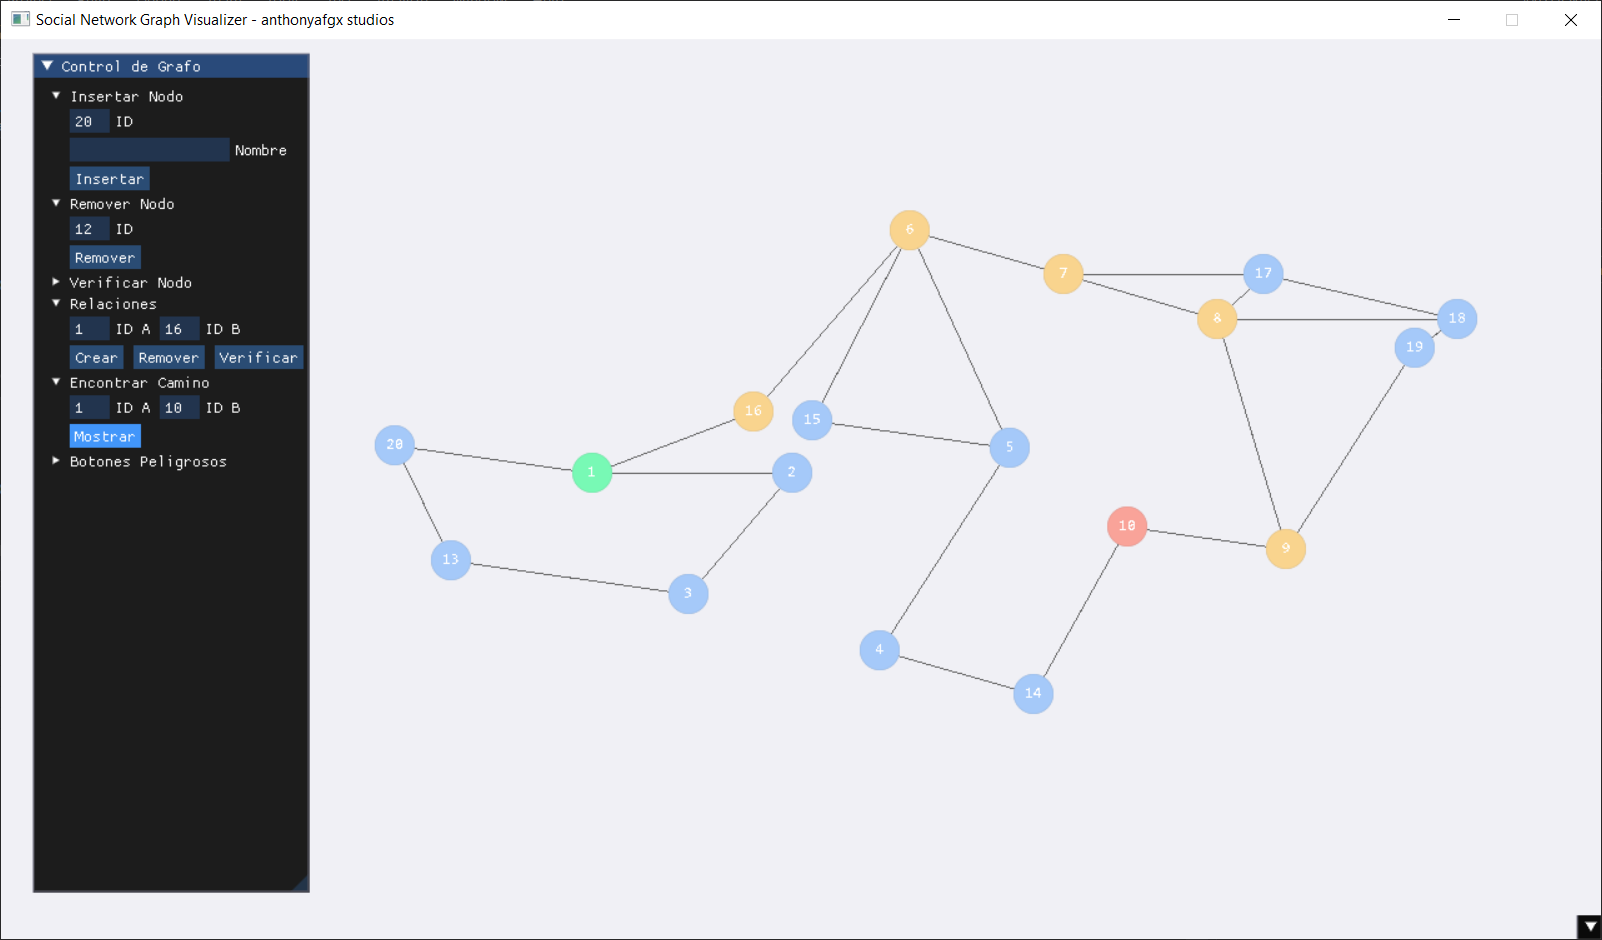 Social Network Graph Visualizer - anthonyafgx studios
Control de Grafo
Insertar Nodo
20 ID
Nombre
Insertar
Remover Nodo
12 ID
Remover
Verificar Nodo
Relaciones
1 ID A 16 ID B
Crear Remover Verificar
Encontrar Camino
1 ID A 10 ID B
Mostrar
Botones Peligrosos
6
7
17
8
18
19
16
15
20
5
1
2
10
9
13
3
4
14